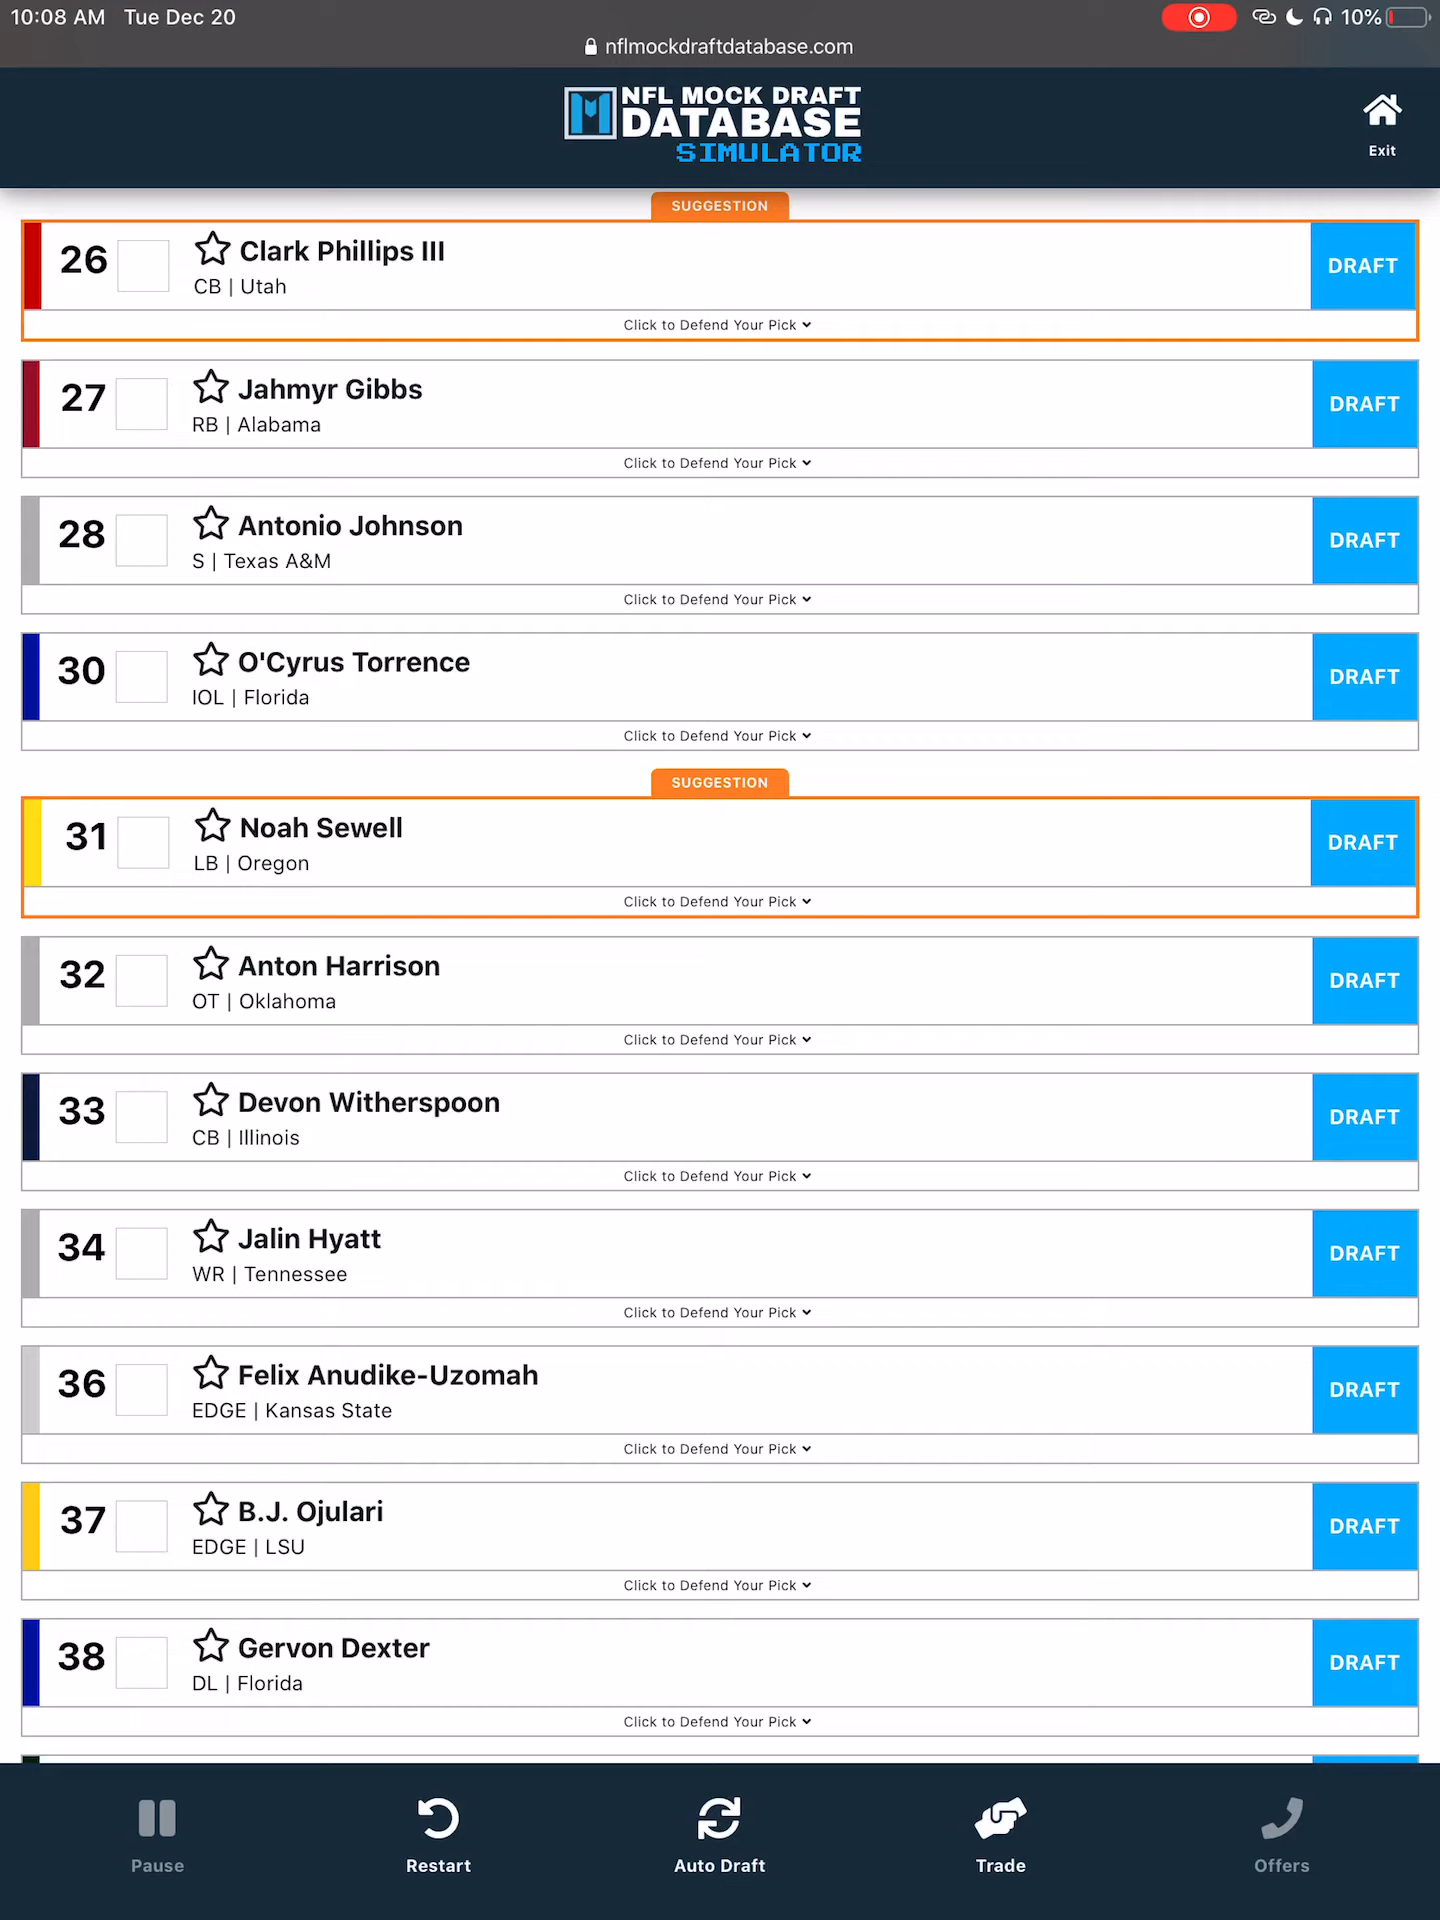 10:08 AM Tue Dec 20
10%
nflmockdraftdatabase.com
NFL MOCK DRAFT
DATABASE
SIMULATOR
Exit
SUGGESTION
26 Clark Phillips III
CB | Utah
DRAFT
Click to Defend Your Pick
27 Jahmyr Gibbs
RB | Alabama
DRAFT
Click to Defend Your Pick
28 Antonio Johnson
S | Texas A&M
DRAFT
Click to Defend Your Pick
30 O'Cyrus Torrence
IOL | Florida
DRAFT
Click to Defend Your Pick
SUGGESTION
31 Noah Sewell
LB | Oregon
DRAFT
Click to Defend Your Pick
32 Anton Harrison
OT | Oklahoma
DRAFT
Click to Defend Your Pick
33 Devon Witherspoon
CB | Illinois
DRAFT
Click to Defend Your Pick
34 Jalin Hyatt
WR | Tennessee
DRAFT
Click to Defend Your Pick
36 Felix Anudike-Uzomah
EDGE | Kansas State
DRAFT
Click to Defend Your Pick
37 B.J. Ojulari
EDGE | LSU
DRAFT
Click to Defend Your Pick
38 Gervon Dexter
DL | Florida
DRAFT
Click to Defend Your Pick
Pause Restart Auto Draft Trade Offers